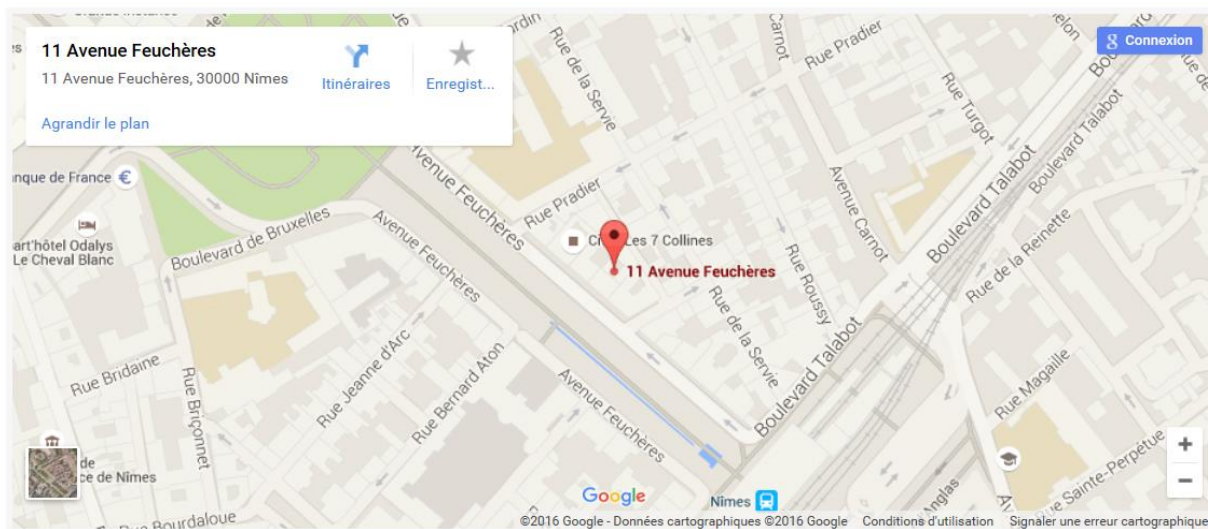 11 Avenue Feuchères
11 Avenue Feuchères, 30000 Nîmes
Itinéraires
Enregist...
Agrandir le plan
Connexion
Rue de la Servie
Carnot
Rue Pradier
Rue Turgot
Boulevard Talabot
Boulevard Talabot
nque de France
Avenue Feuchères
Rue Pradier
Avenue Carnot
art'hôtel Odalys
Le Cheval Blanc
Boulevard de Bruxelles
Avenue Feuchères
Les 7 Collines
11 Avenue Feuchères
Rue Roussy
Rue de la Reinette
Rue de la Servie
Boulevard Talabot
Rue Bridaine
Rue Briçonnet
Rue Jeanne d'Arc
Rue Bernard Aton
Avenue Feuchères
Rue Magaille
Rue Sainte-Perpétue
de
ce de Nîmes
Rue Bourdaloue
Google
Nîmes
Anglas
©2016 Google - Données cartographiques ©2016 Google
Conditions d'utilisation
Signaler une erreur cartographique